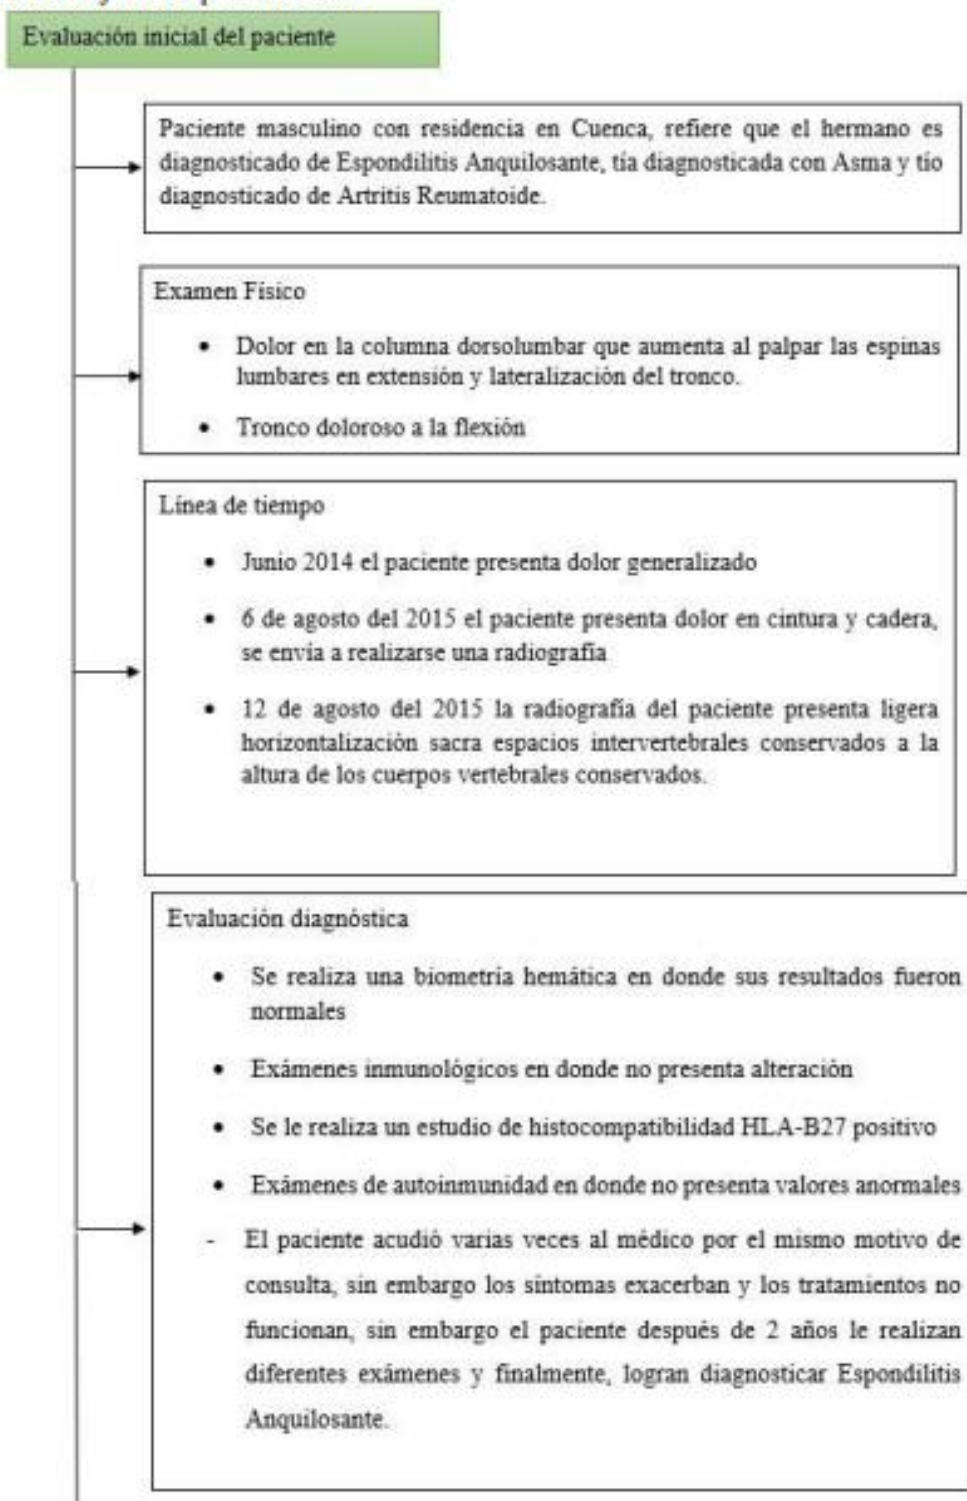 Evaluación inicial del paciente
Paciente masculino con residencia en Cuenca, refiere que el hermano es
diagnosticado de Espondilitis Anquilosante, tía diagnosticada con Asma y tío
diagnosticado de Artritis Reumatoide.
Examen Físico
• Dolor en la columna dorsolumbar que aumenta al palpar las espinas
lumbares en extensión y lateralización del tronco.
• Tronco doloroso a la flexión
Línea de tiempo
• Junio 2014 el paciente presenta dolor generalizado
• 6 de agosto del 2015 el paciente presenta dolor en cintura y cadera,
se envía a realizarse una radiografía
• 12 de agosto del 2015 la radiografía del paciente presenta ligera
horizontalización sacra espacios intervertebrales conservados a la
altura de los cuerpos vertebrales conservados.
Evaluación diagnóstica
• Se realiza una biometría hemática en donde sus resultados fueron
normales
• Exámenes inmunológicos en donde no presenta alteración
• Se le realiza un estudio de histocompatibilidad HLA-B27 positivo
• Exámenes de autoinmunidad en donde no presenta valores anormales
- El paciente acudió varias veces al médico por el mismo motivo de
consulta, sin embargo los síntomas exacerban y los tratamientos no
funcionan, sin embargo el paciente después de 2 años le realizan
diferentes exámenes y finalmente, logran diagnosticar Espondilitis
Anquilosante.